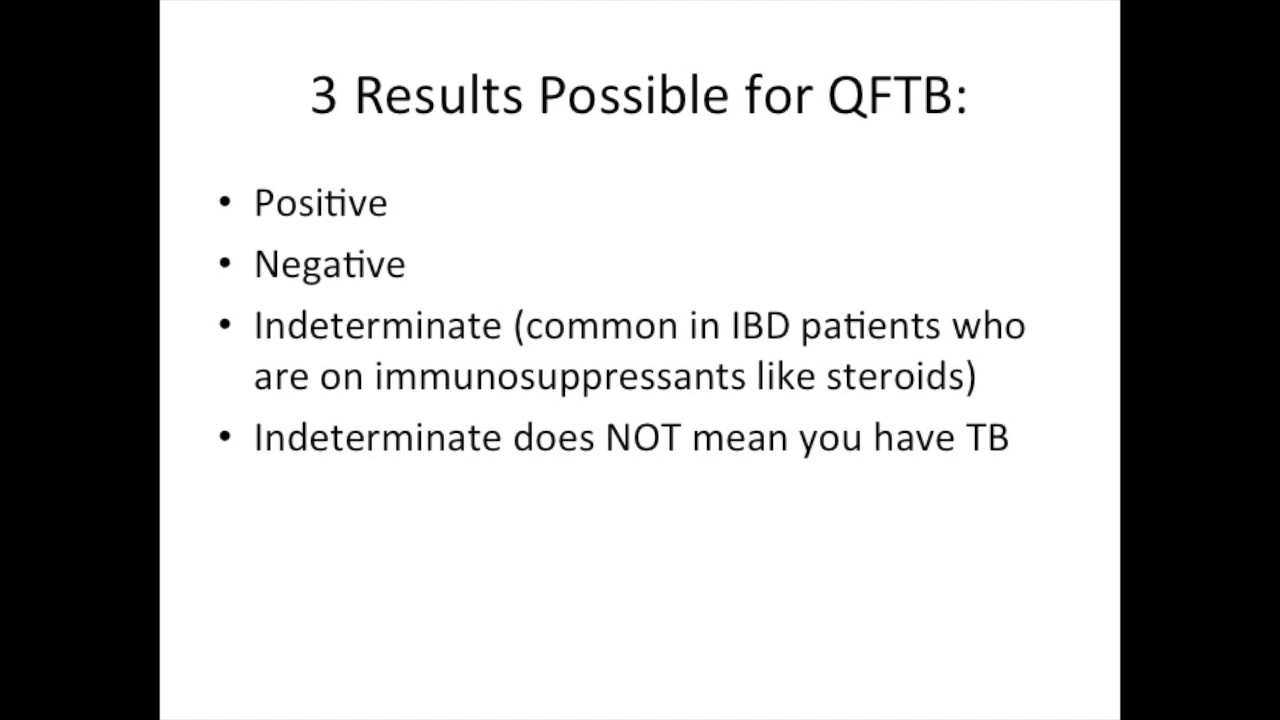 3 Results Possible for QFTB:
• Positive
• Negative
• Indeterminate (common in IBD patients who
are on immunosuppressants like steroids)
• Indeterminate does NOT mean you have TB